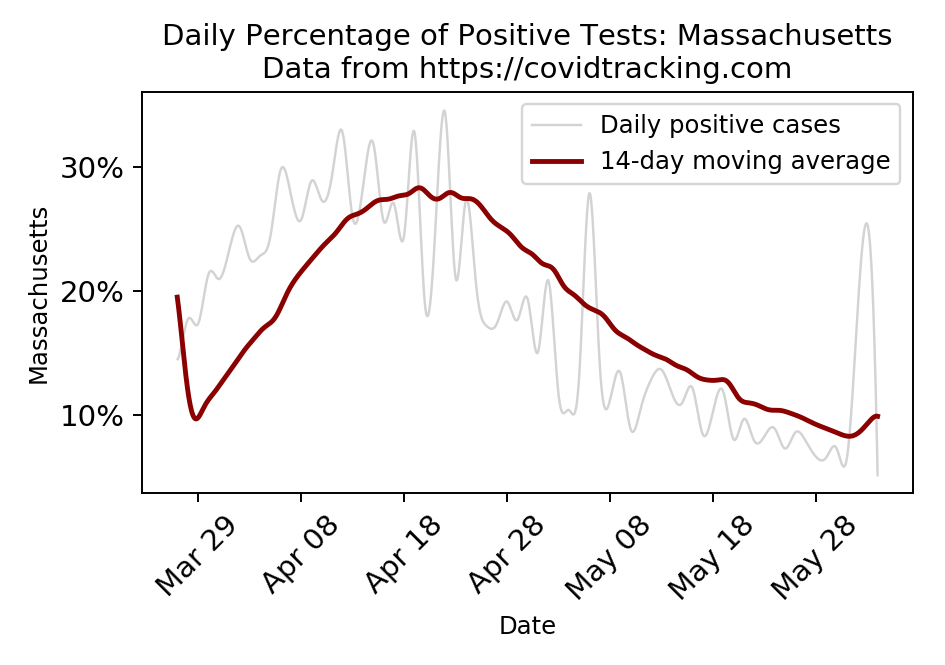 Daily Percentage of Positive Tests: Massachusetts
Data from https://covidtracking.com
Daily positive cases
14-day moving average
Massachusetts
30%
20%
10%
Mar 29
Apr 08
Apr 18
Apr 28
May 08
May 18
May 28
Date